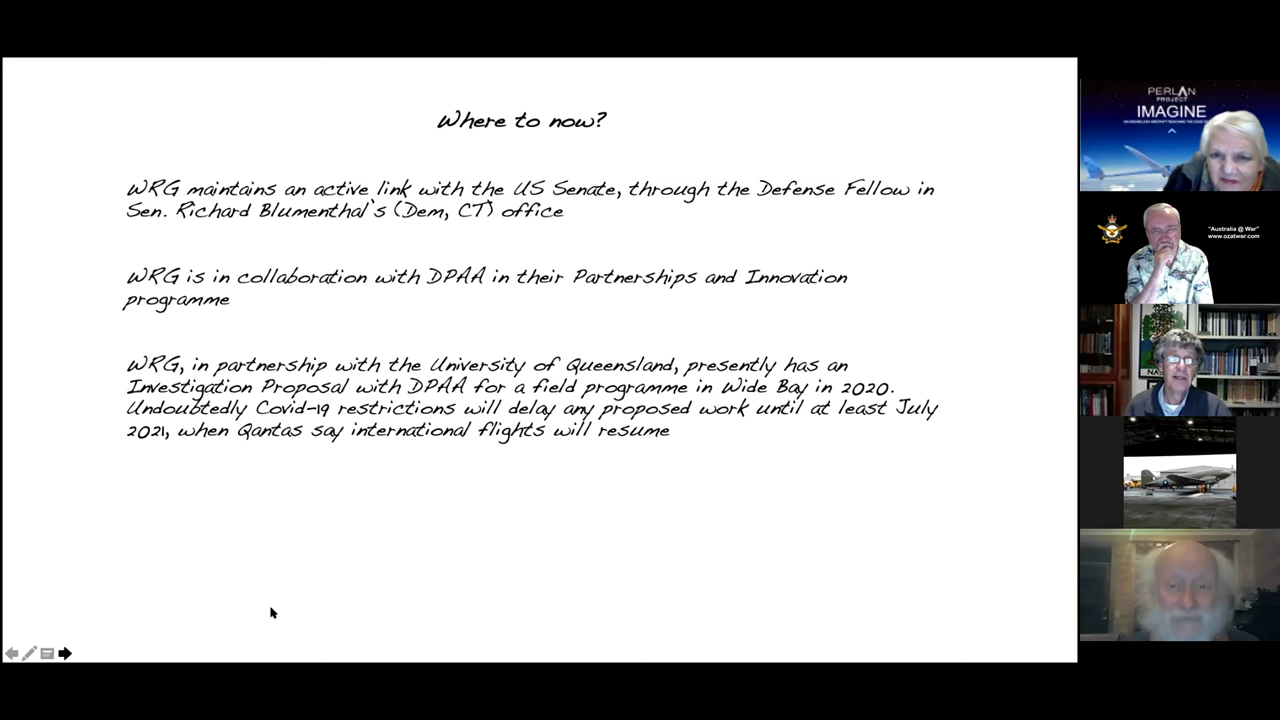 Where to now?
WRG maintains an active link with the US Senate, through the Defense Fellow in
Sen. Richard Blumenthal's (Dem, CT) office
WRG is in collaboration with DPAA in their Partnerships and Innovation
programme
WRG, in partnership with the University of Queensland, presently has an
Investigation Proposal with DPAA for a field programme in Wide Bay in 2020.
Undoubtedly Covid-19 restrictions will delay any proposed work until at least July
2021, when Qantas say international flights will resume
PERLAN
PROJECT
IMAGINE
"Australia @ War"
www.ozatwar.com